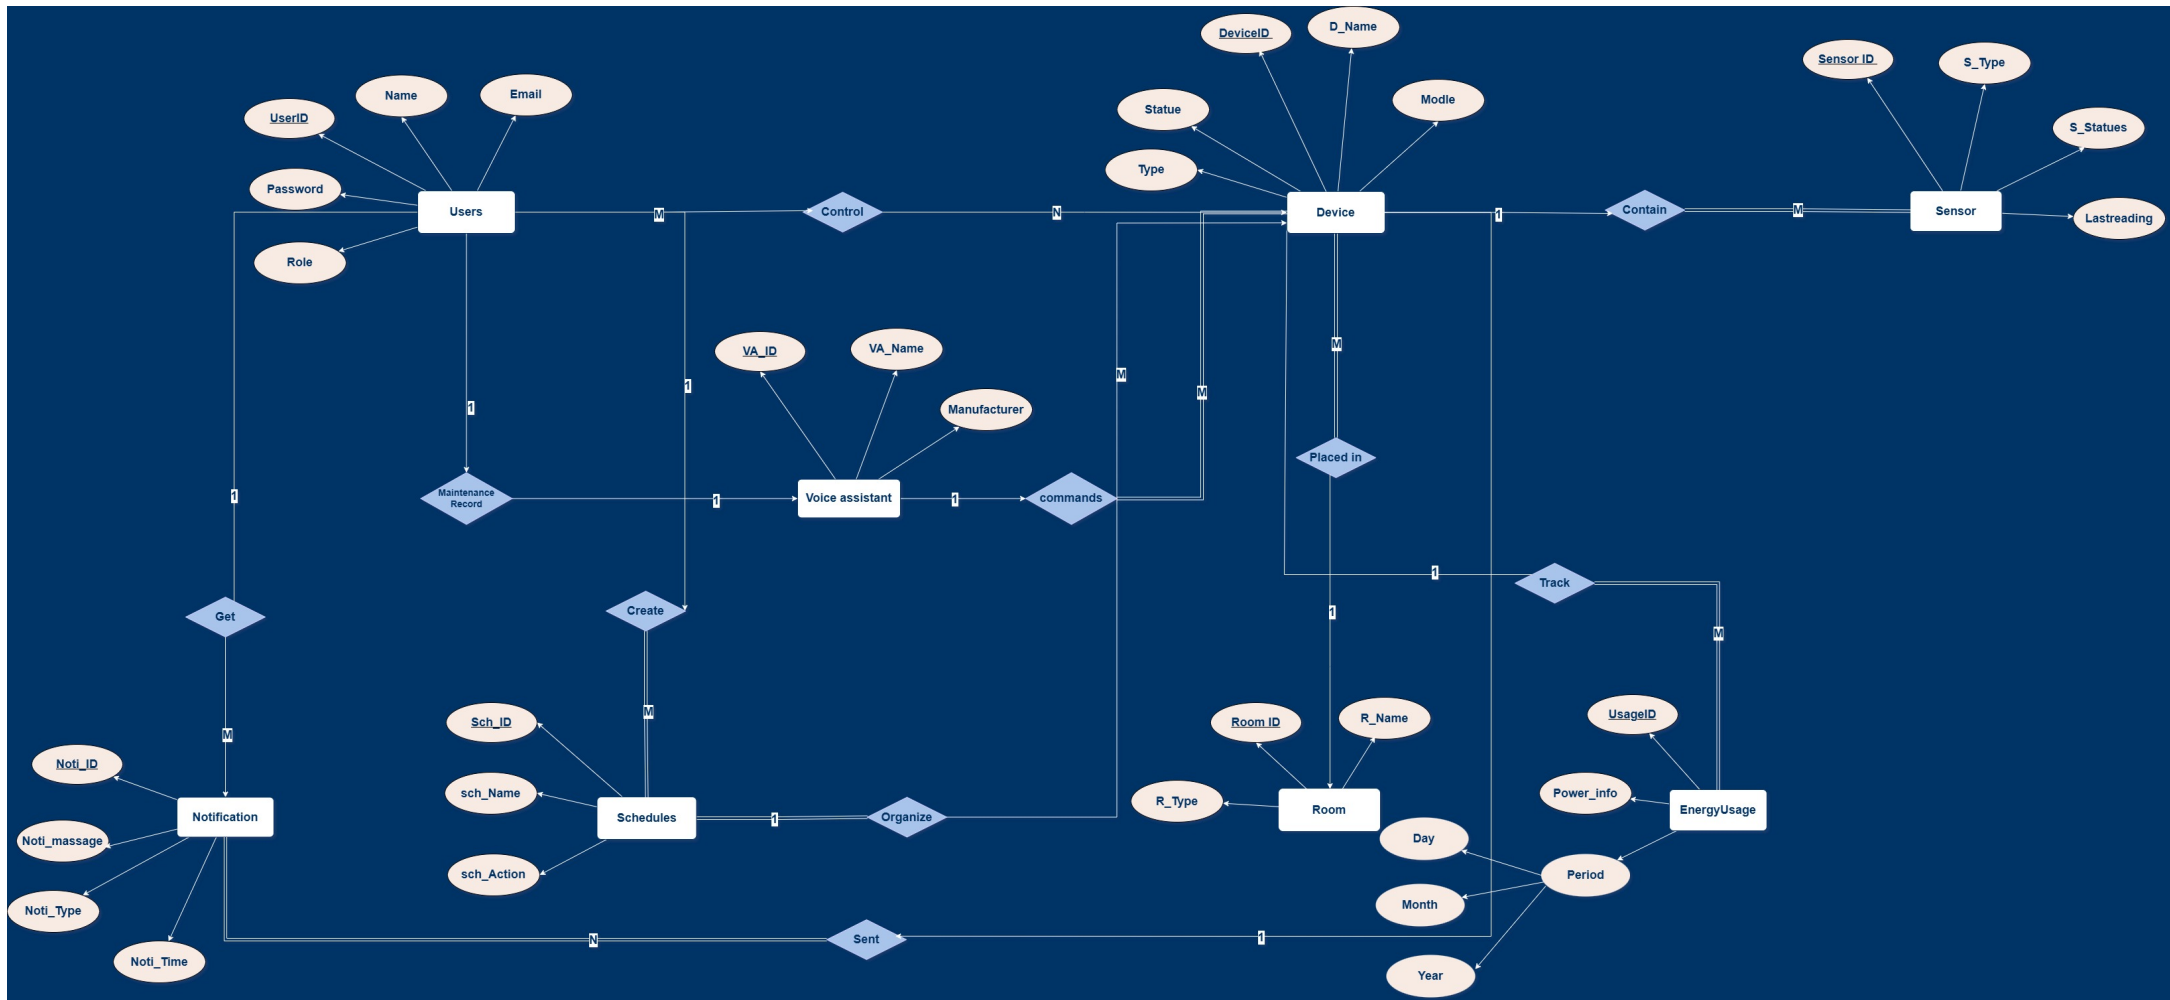 DeviceID
D_Name
Sensor ID
S_Type
Name
Email
Modle
Statue
UserID
S_Statues
Type
Password
Users
M
Control
N
Device
1
Contain
M
Sensor
Lastreading
Role
M
VA_ID
VA_Name
M
1
M
1
Manufacturer
Placed in
1
Maintenance
Record
1
Voice assistant
1
commands
1
Track
Get
Create
1
M
M
Sch_ID
Room ID
R_Name
UsageID
M
Noti_ID
sch_Name
R_Type
Power_info
Notification
Schedules
1
Organize
Room
EnergyUsage
Noti_massage
Day
sch_Action
Period
Month
Noti_Type
N
Sent
1
Noti_Time
Year